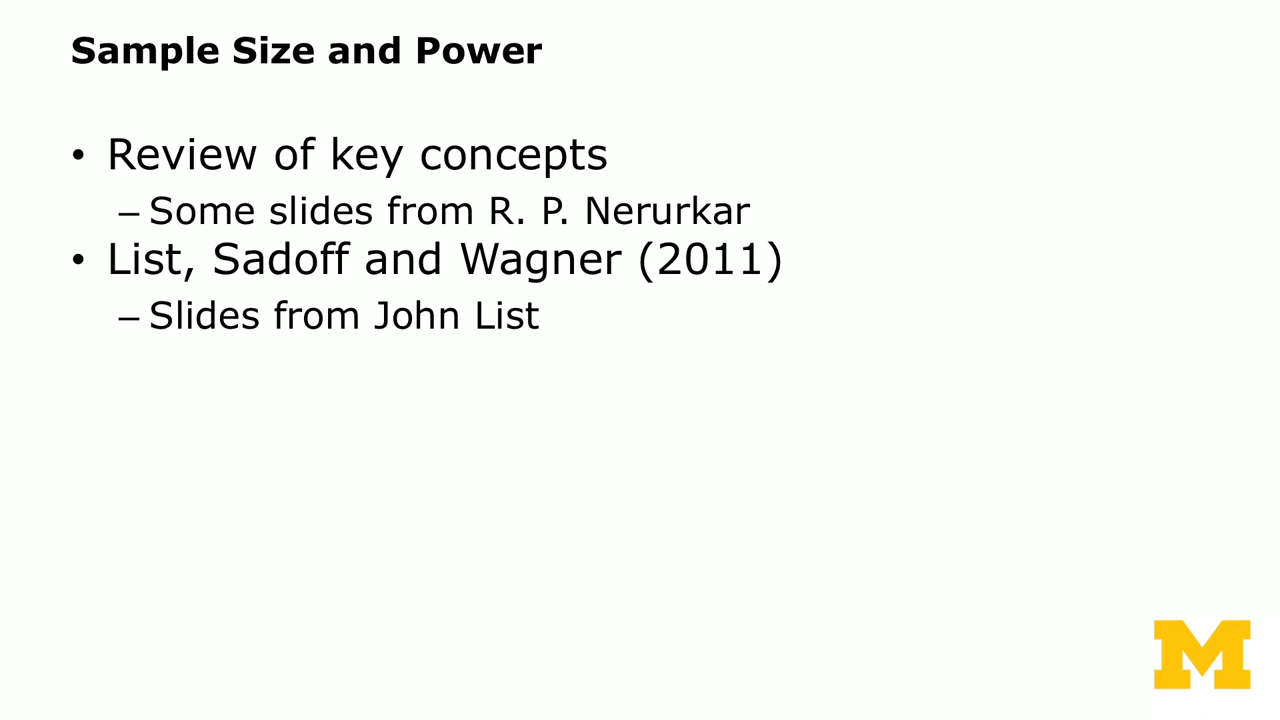 Sample Size and Power
• Review of key concepts
– Some slides from R. P. Nerurkar
• List, Sadoff and Wagner (2011)
– Slides from John List
M